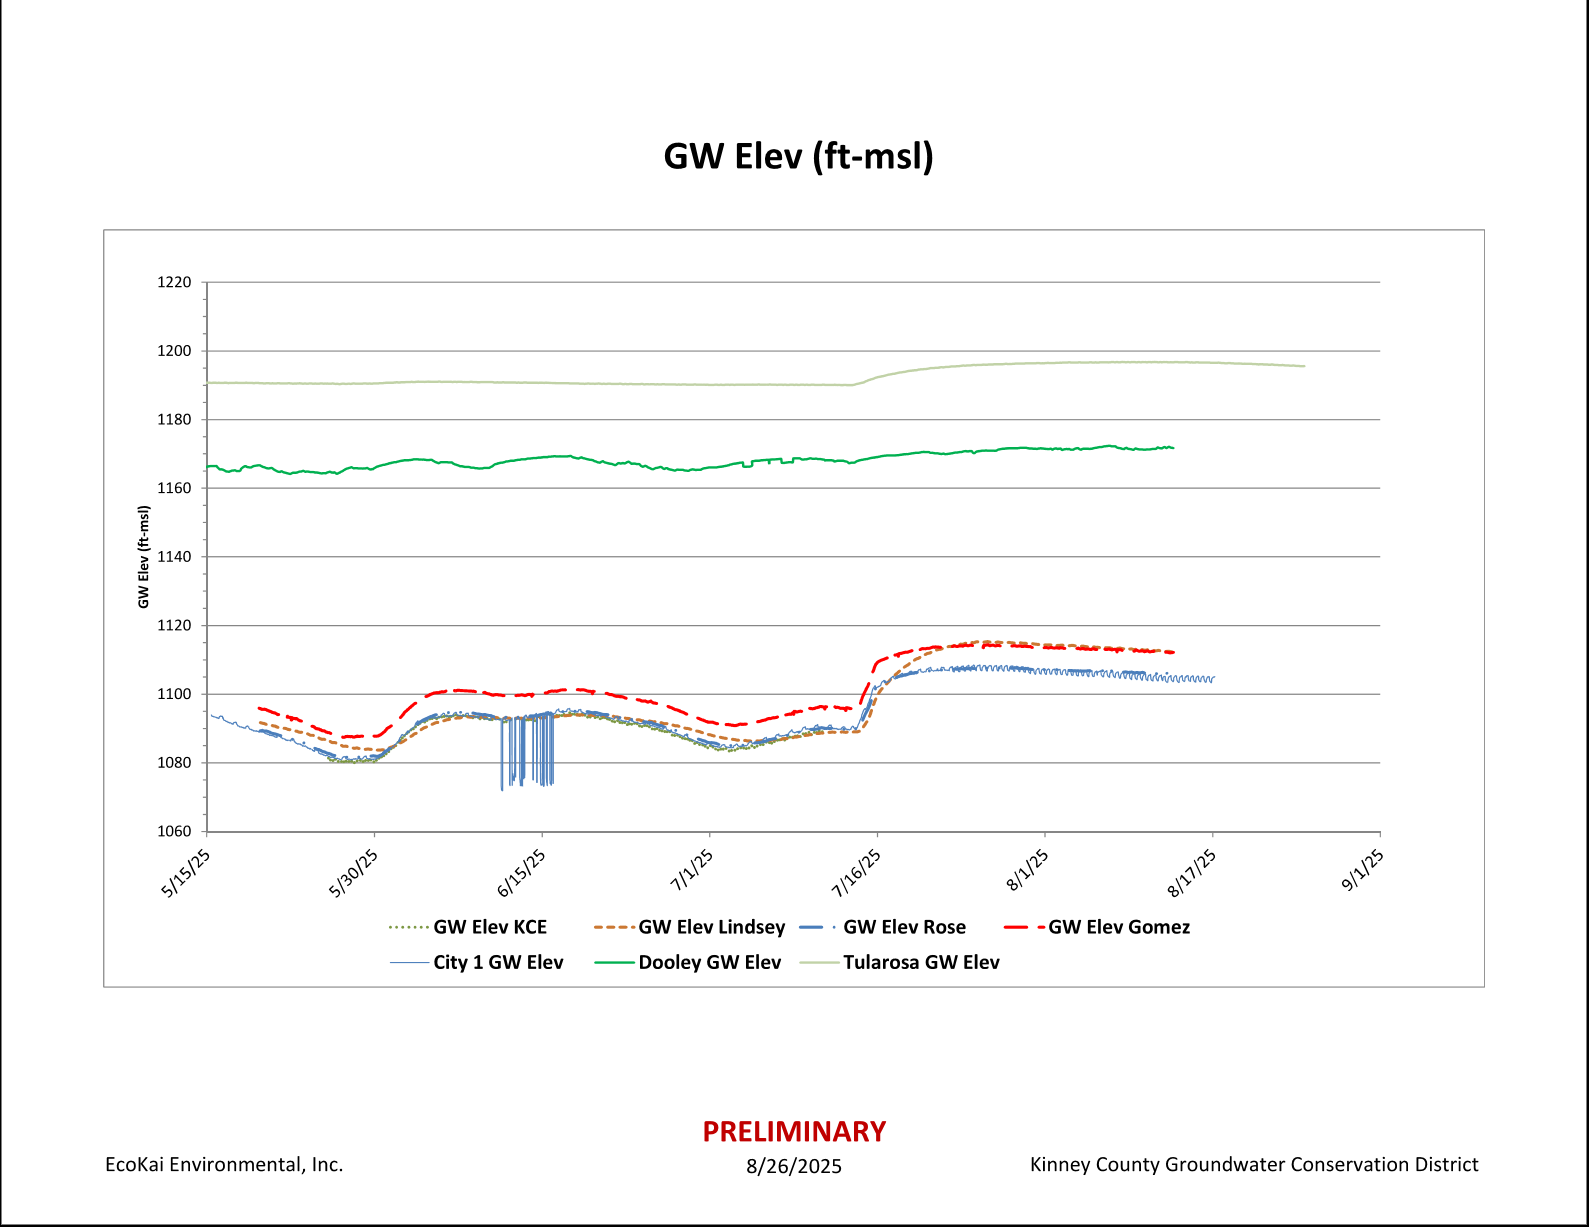 GW Elev (ft-msl)
1220
1200
1180
1160
1140
1120
1100
1080
1060
GW Elev (ft-msl)
5/15/25
5/30/25
6/15/25
7/1/25
7/16/25
8/1/25
8/17/25
9/1/25
GW Elev KCE
GW Elev Lindsey
GW Elev Rose
GW Elev Gomez
City 1 GW Elev
Dooley GW Elev
Tularosa GW Elev
PRELIMINARY
EcoKai Environmental, Inc.
8/26/2025
Kinney County Groundwater Conservation District